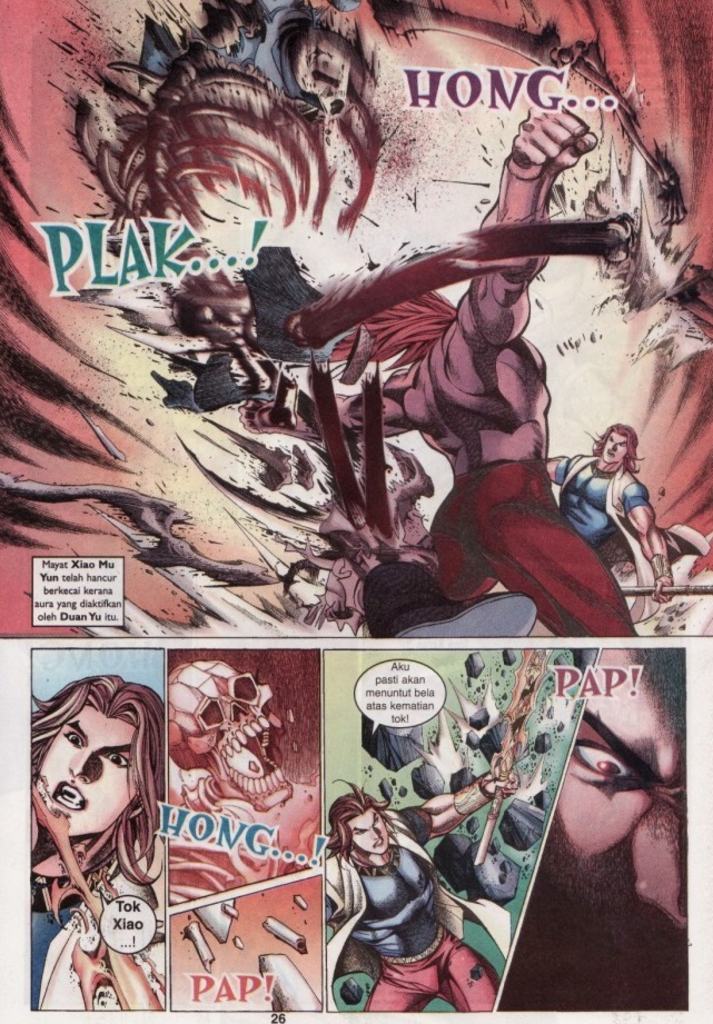 HONG...
PLAK...!
Mayat Xiao Mu
Yun telah hancur
berkecai kerana
aura yang diaktifkan
oleh Duan Yu itu.
Tok
Xiao
...!
HONG....!
PAP!
Aku
pasti akan
menuntut bela
atas kematian
tok!
PAP!
26